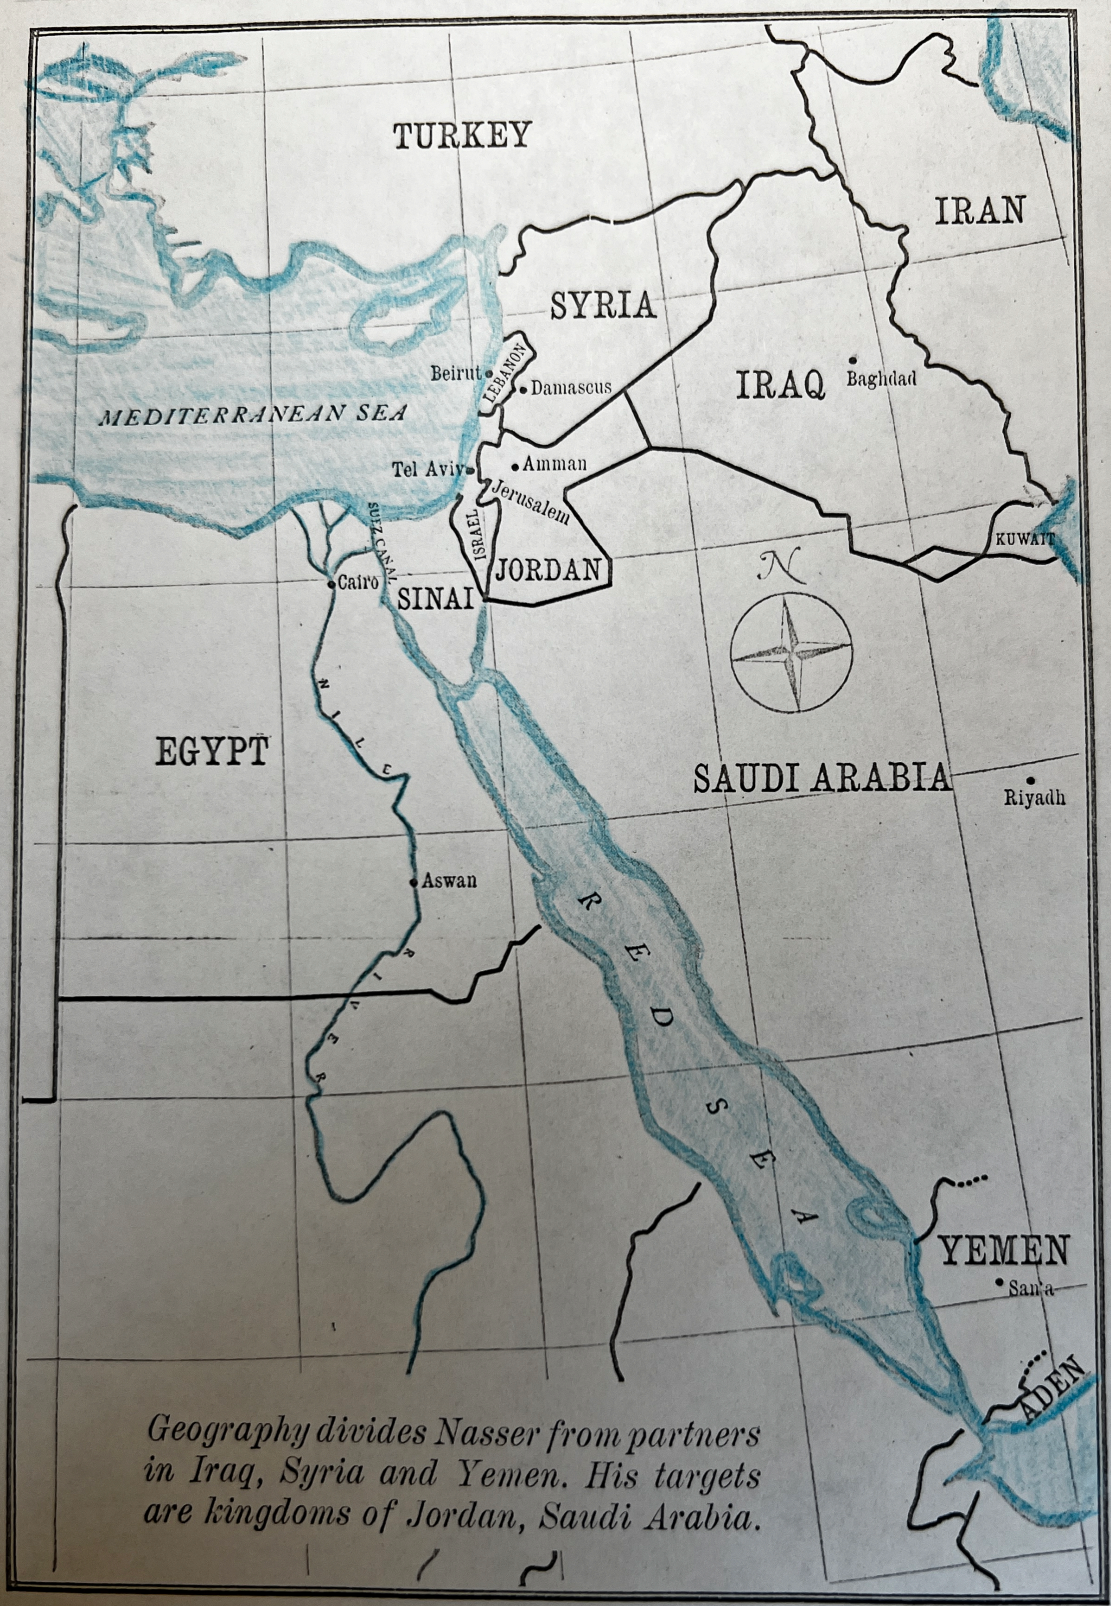 TURKEY
IRAN
SYRIA
LEBANON
Beirut
Damascus
IRAQ
Baghdad
MEDITERRANEAN SEA
Tel Aviv
Amman
Jerusalem
SUEZ CANAL
ISRAEL
JORDAN
KUWAIT
N
Cairo
SINAI
NILE
RIVER
EGYPT
SAUDI ARABIA
Riyadh
Aswan
RED
SEA
YEMEN
San'a
ADEN
Geography divides Nasser from partners
in Iraq, Syria and Yemen. His targets
are kingdoms of Jordan, Saudi Arabia.